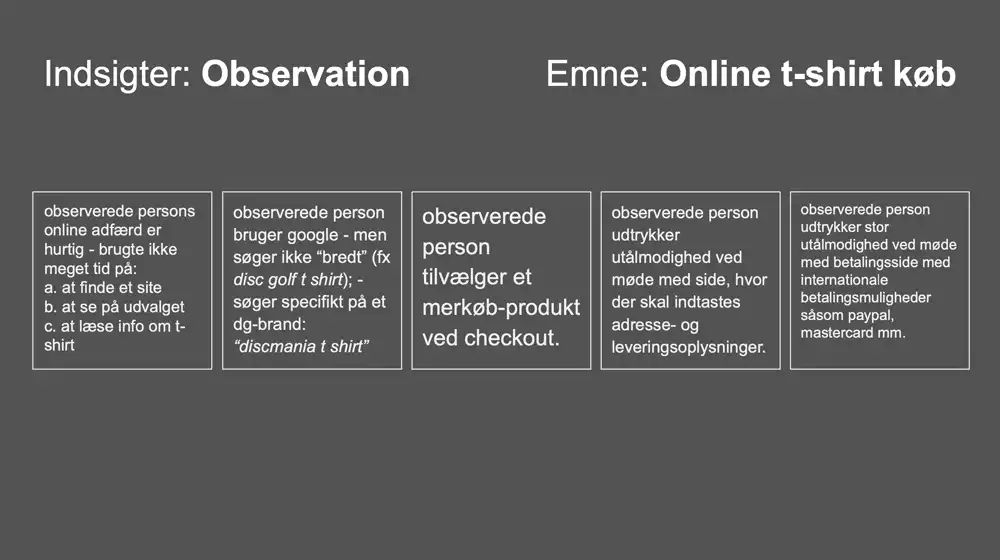 Indsigter: Observation
Emne: Online t-shirt køb
observerede persons
online adfærd er
hurtig - brugte ikke
meget tid på:
a. at finde et site
b. at se på udvalget
c. at læse info om t-
shirt
observerede person
bruger google - men
søger ikke “bredt” (fx
disc golf t shirt); -
søger specifikt på et
dg-brand:
“discmania t shirt”
observerede
person
tilvælger et
merkøb-produkt
ved checkout.
observerede person
udtrykker
utålmodighed ved
møde med side, hvor
der skal indtastes
adresse- og
leveringsoplysninger.
observerede person
udtrykker stor
utålmodighed ved møde
med betalingsside med
internationale
betalingsmuligheder
såsom paypal,
mastercard mm.